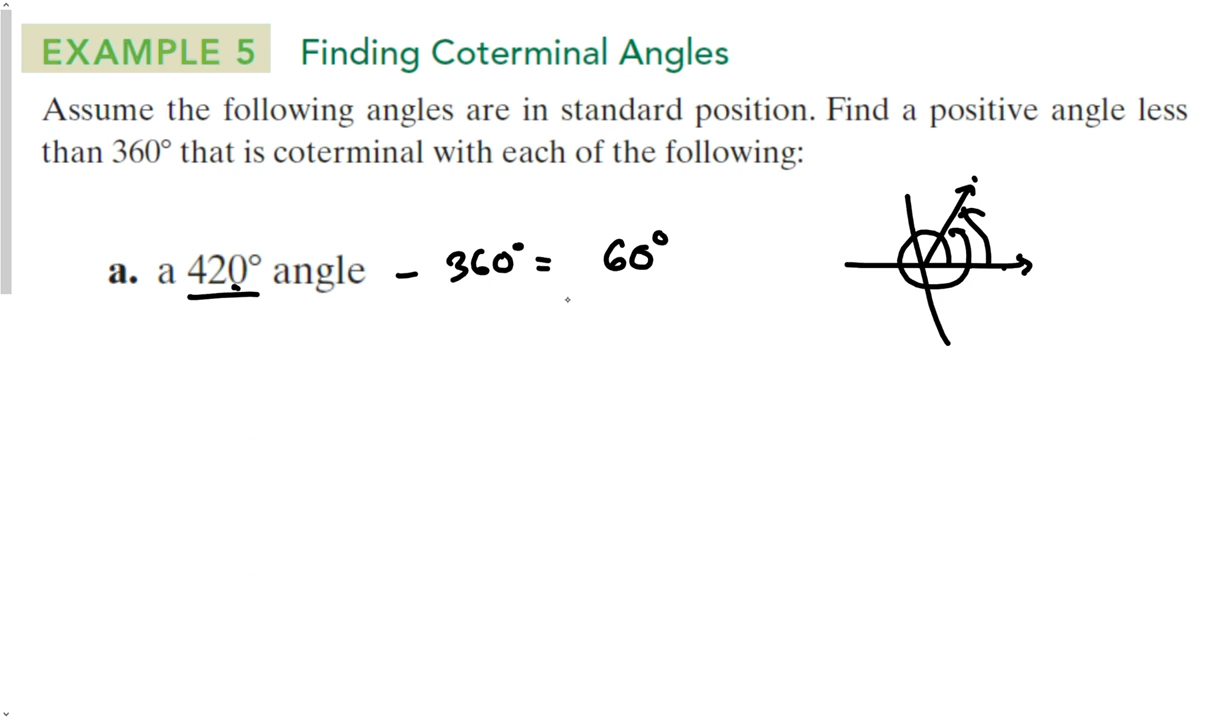 EXAMPLE 5 Finding Coterminal Angles
Assume the following angles are in standard position. Find a positive angle less
than 360° that is coterminal with each of the following:
a. a 420° angle - 360° = 60°